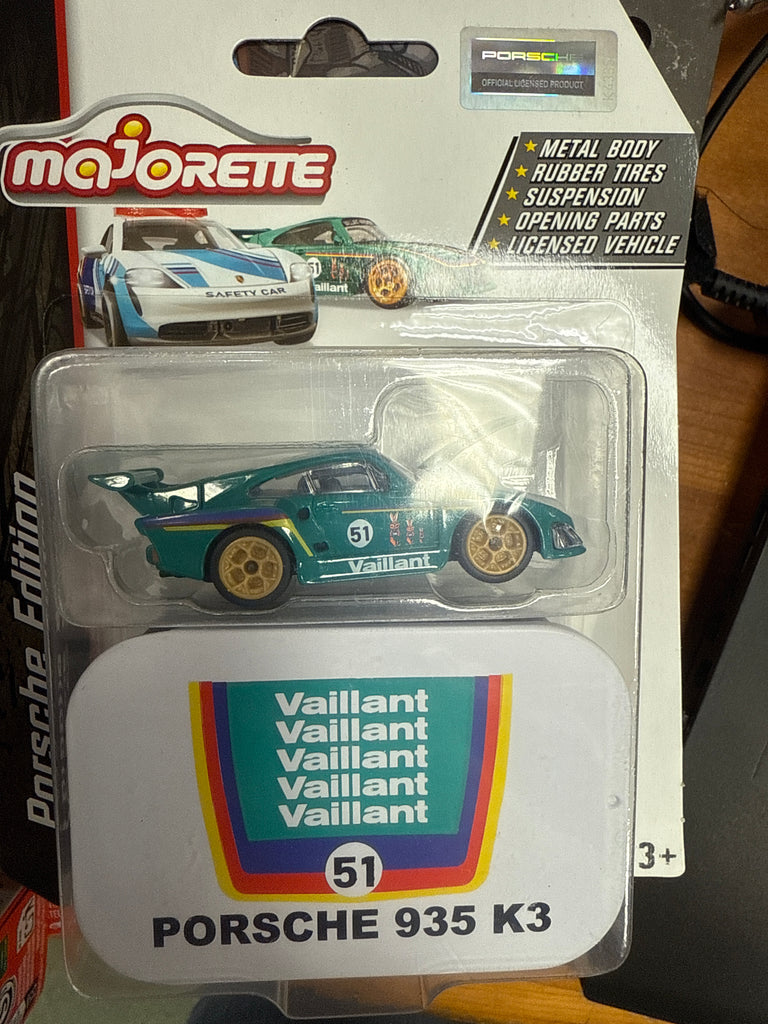 PORSCHE
OFFICIAL LICENSED PRODUCT
majorette
METAL BODY
RUBBER TIRES
SUSPENSION
OPENING PARTS
LICENSED VEHICLE
SAFETY CAR
51
Vaillant
Porsche Edition
51
Vaillant
Vaillant
Vaillant
Vaillant
Vaillant
Vaillant
51
PORSCHE 935 K3
3+